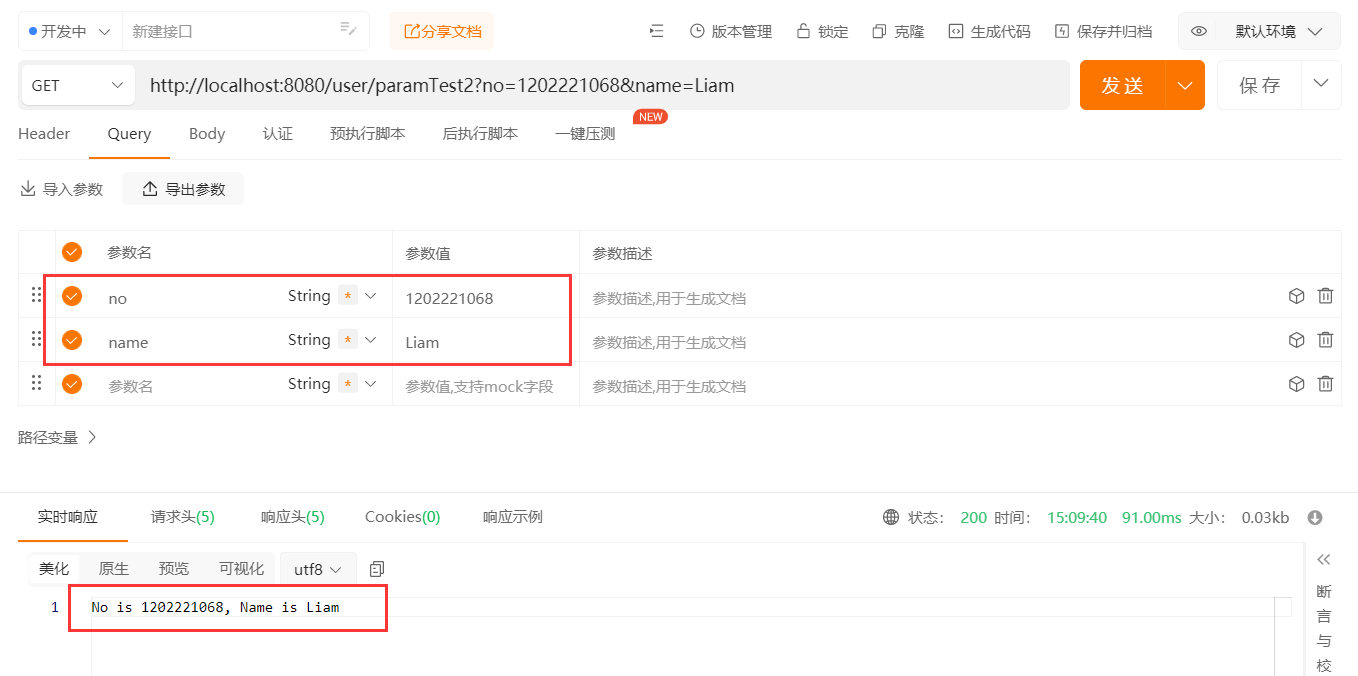 开发中 新建接口 分享文档 版本管理 锁定 克隆 生成代码 保存并归档 默认环境
GET http://localhost:8080/user/paramTest2?no=1202221068&name=Liam 发送 保存
Header Query Body 认证 预执行脚本 后执行脚本 一键压测 NEW
导入参数 导出参数
参数名 参数值 参数描述
no String * 1202221068 参数描述,用于生成文档
name String * Liam 参数描述,用于生成文档
参数名 String * 参数值,支持mock字段 参数描述,用于生成文档
路径变量
实时响应 请求头(5) 响应头(5) Cookies(0) 响应示例 状态: 200 时间: 15:09:40 91.00ms 大小: 0.03kb
美化 原生 预览 可视化 utf8
1 No is 1202221068, Name is Liam
断
言
与
校